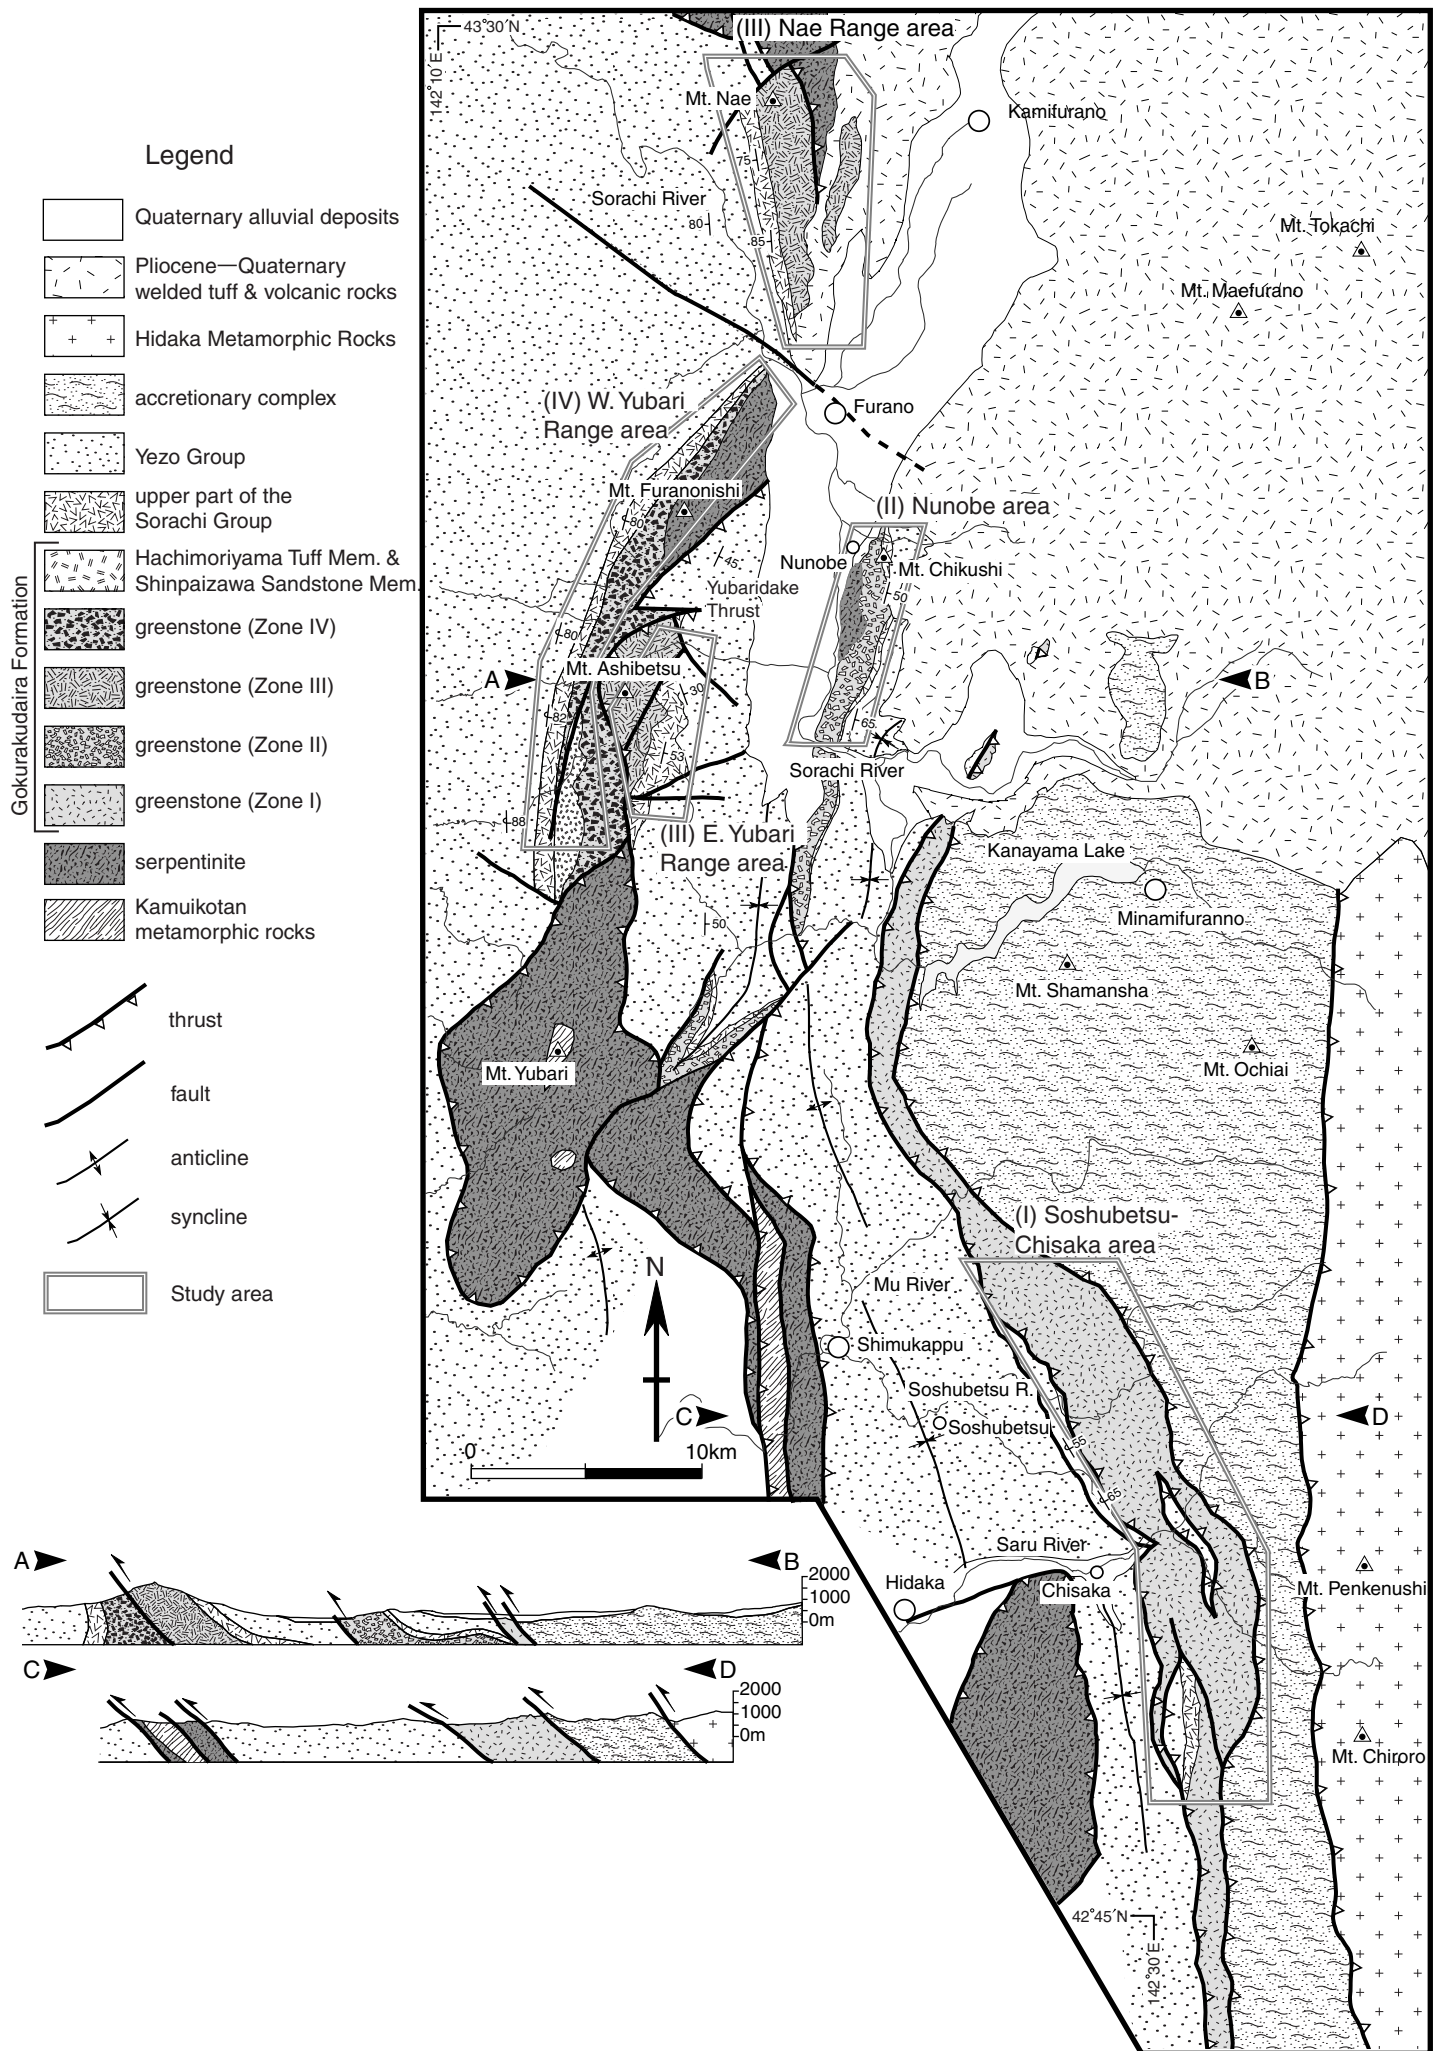 Legend
Quaternary alluvial deposits
Pliocene—Quaternary
welded tuff & volcanic rocks
Hidaka Metamorphic Rocks
accretionary complex
Yezo Group
upper part of the
Sorachi Group
Gokurakudaira Formation
Hachimoriyama Tuff Mem. &
Shinpaizawa Sandstone Mem.
greenstone (Zone IV)
greenstone (Zone III)
greenstone (Zone II)
greenstone (Zone I)
serpentinite
Kamuikotan
metamorphic rocks
thrust
fault
anticline
syncline
Study area
43°30´N
142°10´E
(III) Nae Range area
Mt. Nae
Kamifurano
75
Sorachi River
80
85
Mt. Tokachi
Mt. Maefurano
(IV) W. Yubari
Range area
Furano
Mt. Furanonishi
80
(II) Nunobe area
45
Nunobe
Mt. Chikushi
Yubaridake
Thrust
50
80
Mt. Ashibetsu
A
B
30
82
65
53
Sorachi River
88
(III) E. Yubari
Range area
Kanayama Lake
Minamifuranno
50
Mt. Shamansha
Mt. Yubari
Mt. Ochiai
(I) Soshubetsu-
Chisaka area
N
Mu River
Shimukappu
Soshubetsu R.
C
D
Soshubetsu
55
0
10km
65
Saru River
Hidaka
Chisaka
Mt. Penkenushi
Mt. Chiroro
42°45´N
142°30´E
A
B
2000
1000
0m
C
D
2000
1000
0m